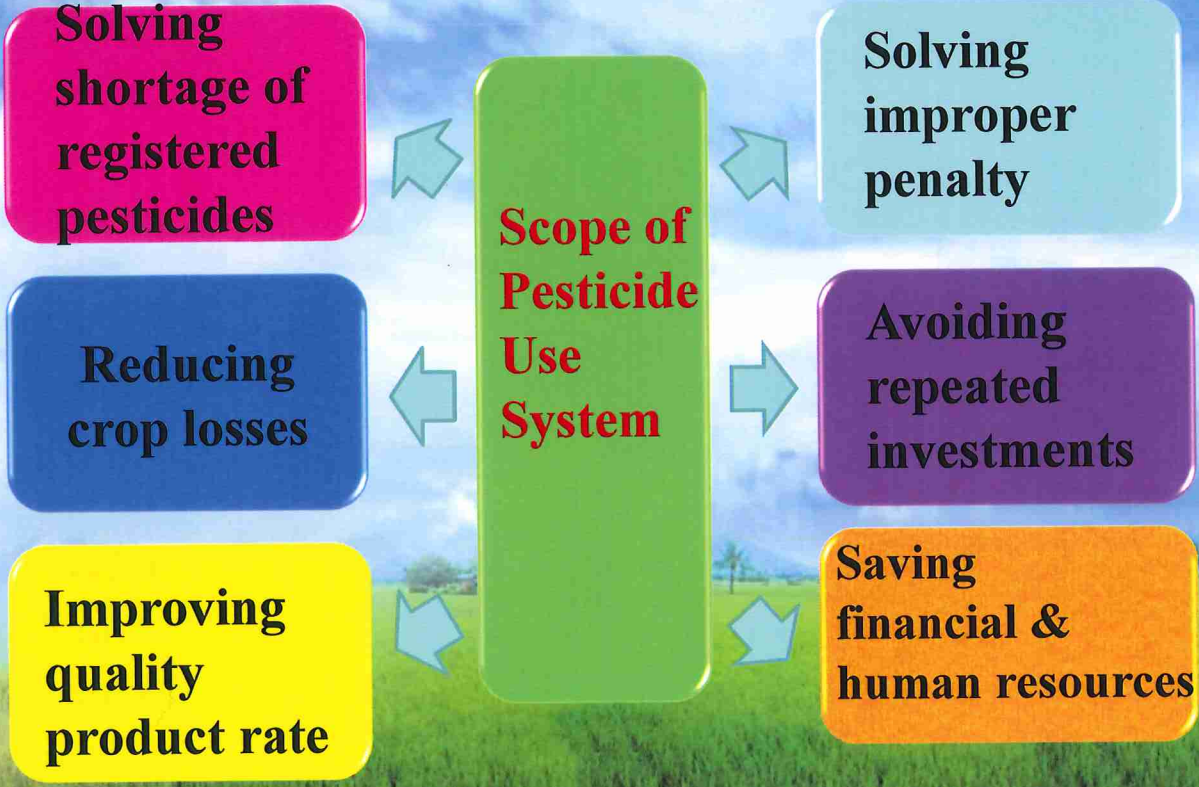 Solving
shortage of
registered
pesticides
Reducing
crop losses
Improving
quality
product rate
Scope of
Pesticide
Use
System
Solving
improper
penalty
Avoiding
repeated
investments
Saving
financial &
human resources